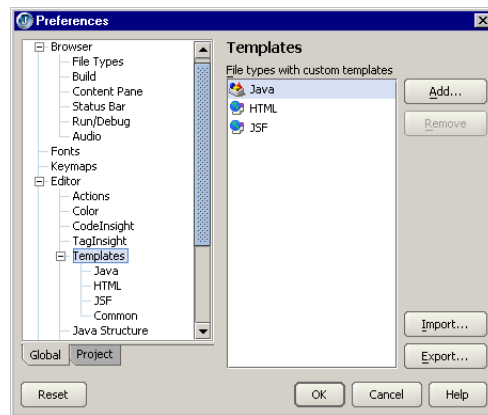 Preferences
Browser
File Types
Build
Content Pane
Status Bar
Run/Debug
Audio
Fonts
Keymaps
Editor
Actions
Color
CodeInsight
TagInsight
Templates
Java
HTML
JSF
Common
Java Structure
Global Project
Templates
File types with custom templates
Java
HTML
JSF
Add...
Remove
Import...
Export...
Reset OK Cancel Help